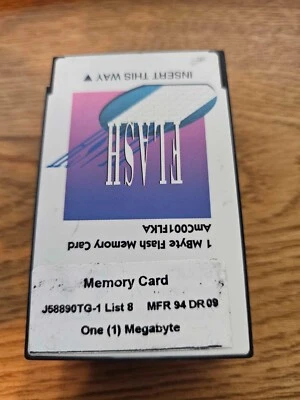 INSERT THIS WAY ▲
FLASH
1 MByte Flash Memory Card
AmC001FLKA
Memory Card
J58890TG-1 List 8 MFR 94 DR 09
One (1) Megabyte